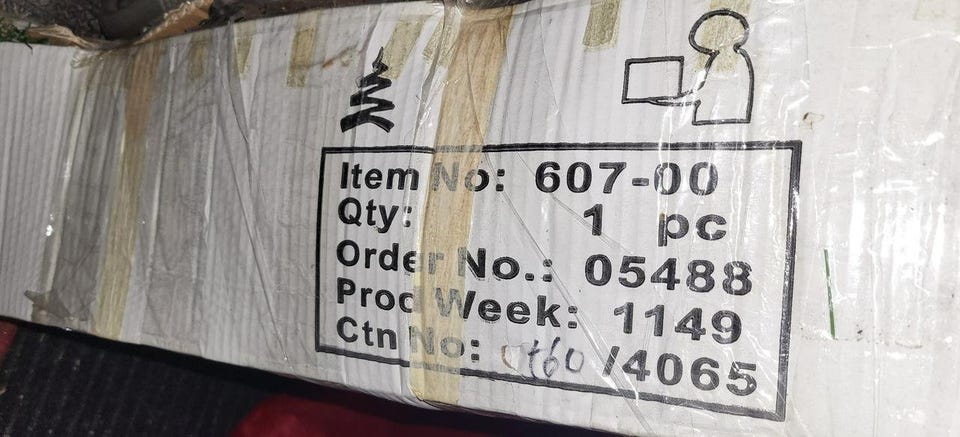 Item No: 607-00
Qty: 1 pc
Order No.: 05488
Prod Week: 1149
Ctn No: /4065